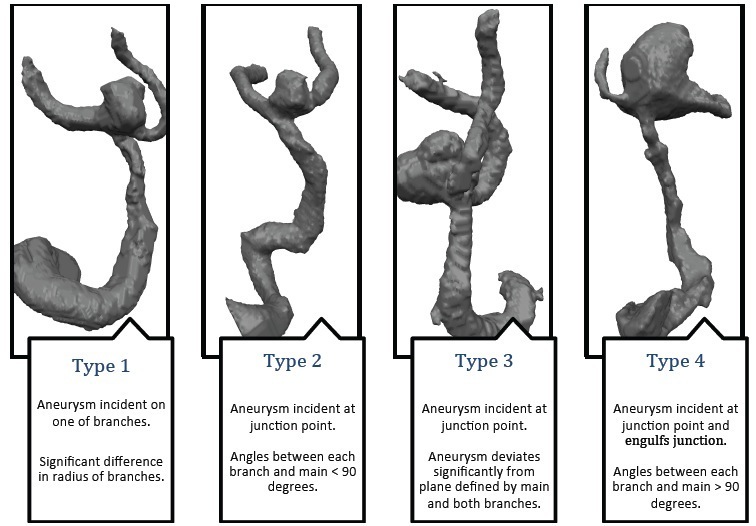 Type 1
Aneurysm incident on
one of branches.
Significant difference
in radius of branches.
Type 2
Aneurysm incident at
junction point.
Angles between each
branch and main < 90
degrees.
Type 3
Aneurysm incident at
junction point.
Aneurysm deviates
significantly from
plane defined by main
and both branches.
Type 4
Aneurysm incident at
junction point and
engulfs junction.
Angles between each
branch and main > 90
degrees.